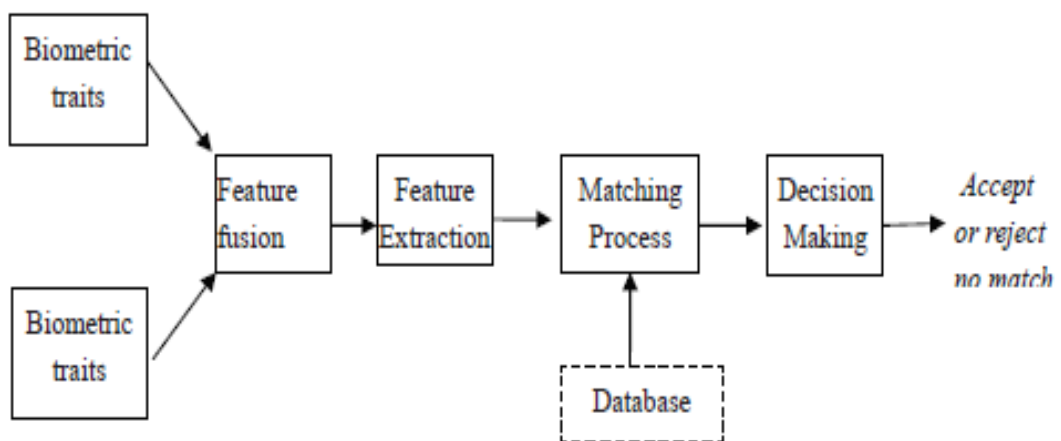 Biometric
traits
Biometric
traits
Feature
fusion
Feature
Extraction
Matching
Process
Database
Decision
Making
Accept
or reject
no match